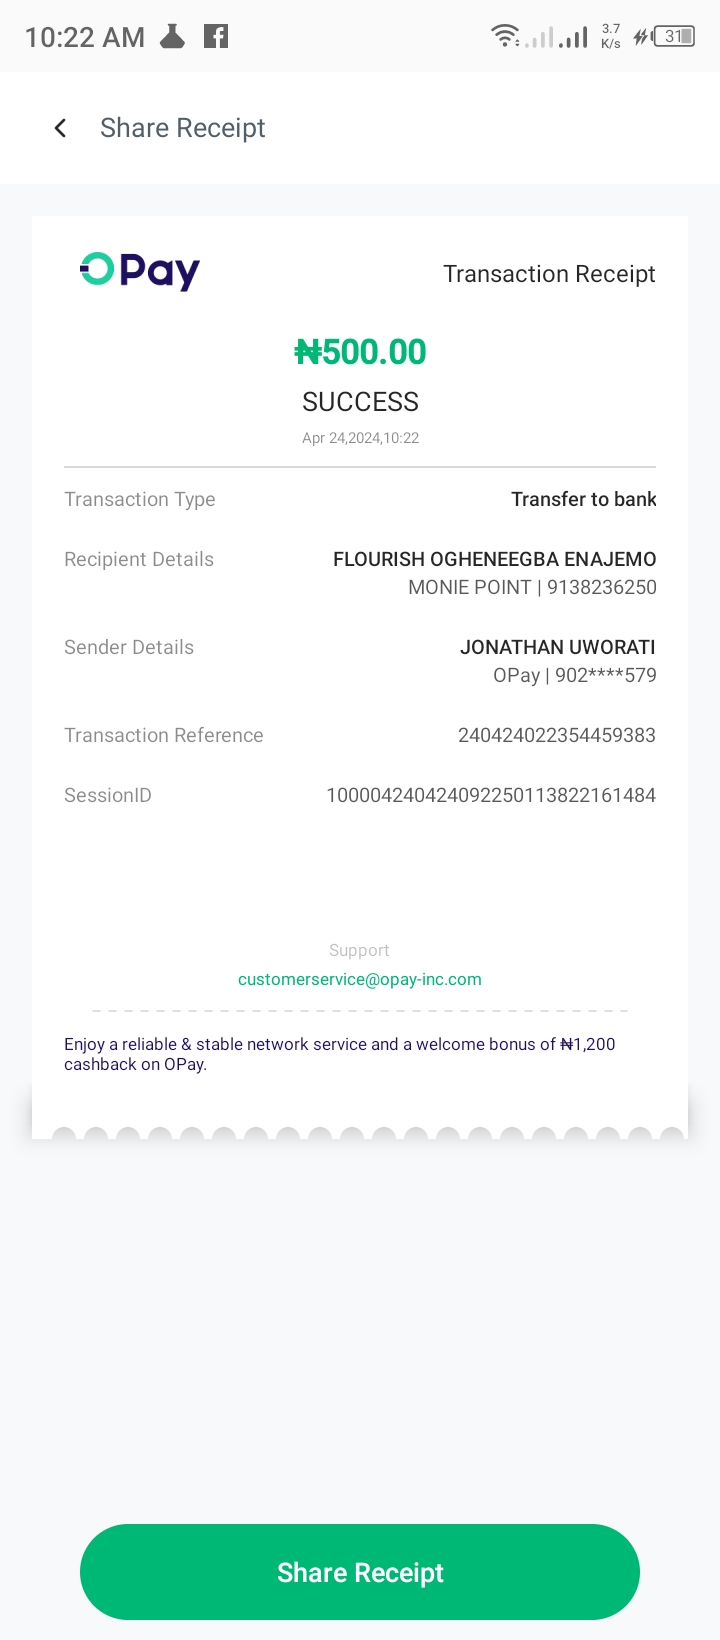 10:22 AM
3.7 K/s
31
Share Receipt
OPay
Transaction Receipt
₦500.00
SUCCESS
Apr 24,2024,10:22
Transaction Type Transfer to bank
Recipient Details FLOURISH OGHENEEGBA ENAJEMO
MONIE POINT | 9138236250
Sender Details JONATHAN UWORATI
OPay | 902****579
Transaction Reference 240424022354459383
SessionID 100004240424092250113822161484
Support
customerservice@opay-inc.com
Enjoy a reliable & stable network service and a welcome bonus of ₦1,200
cashback on OPay.
Share Receipt